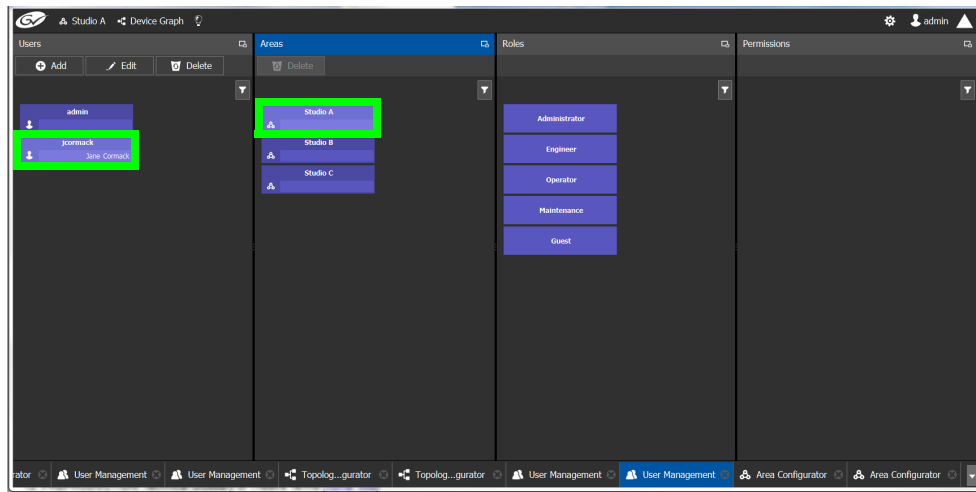 GV Studio A Device Graph admin
Users Areas Roles Permissions
Add Edit Delete Delete
admin
jcormack
Jane Cormack
Studio A
Studio B
Studio C
Administrator
Engineer
Operator
Maintenance
Guest
rator User Management User Management Topolog...gurator Topolog...gurator User Management User Management Area Configurator Area Configurator